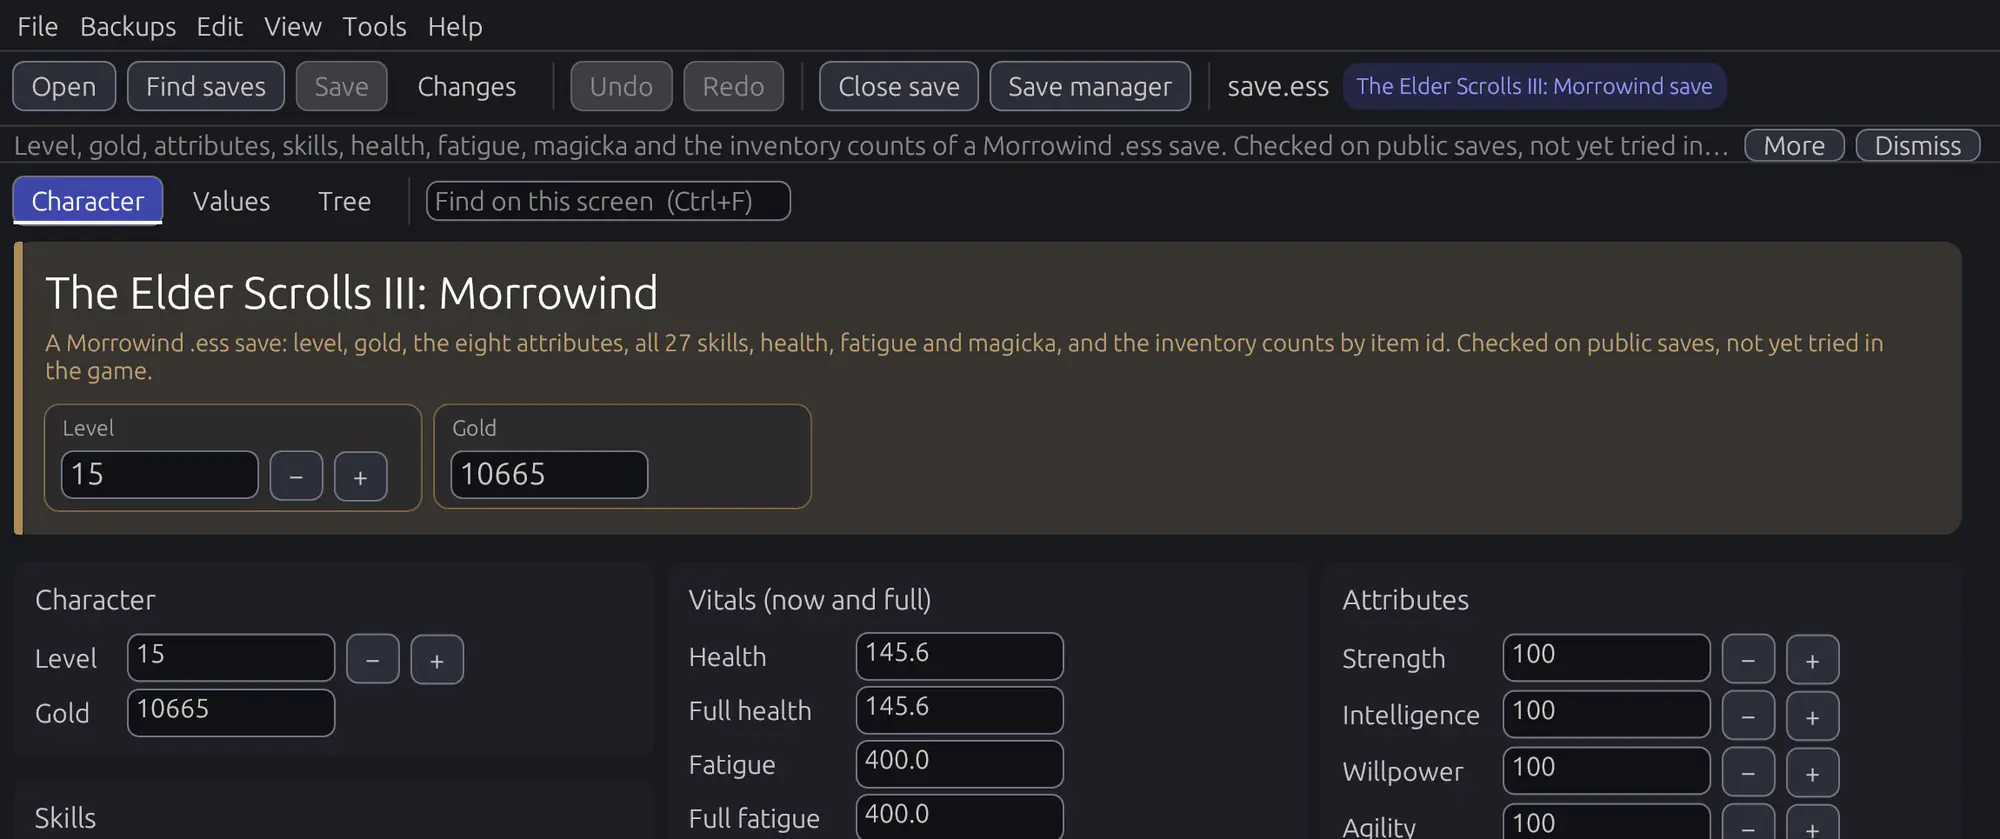 File Backups Edit View Tools Help
Open Find saves Save Changes Undo Redo Close save Save manager save.ess The Elder Scrolls III: Morrowind save
Level, gold, attributes, skills, health, fatigue, magicka and the inventory counts of a Morrowind .ess save. Checked on public saves, not yet tried in… More Dismiss
Character Values Tree Find on this screen (Ctrl+F)
The Elder Scrolls III: Morrowind
A Morrowind .ess save: level, gold, the eight attributes, all 27 skills, health, fatigue and magicka, and the inventory counts by item id. Checked on public saves, not yet tried in
the game.
Level Gold
15 − + 10665
Character
Level 15 − +
Gold 10665
Skills
Vitals (now and full)
Health 145.6
Full health 145.6
Fatigue 400.0
Full fatigue 400.0
Attributes
Strength 100 − +
Intelligence 100 − +
Willpower 100 − +
Agility 100 − +